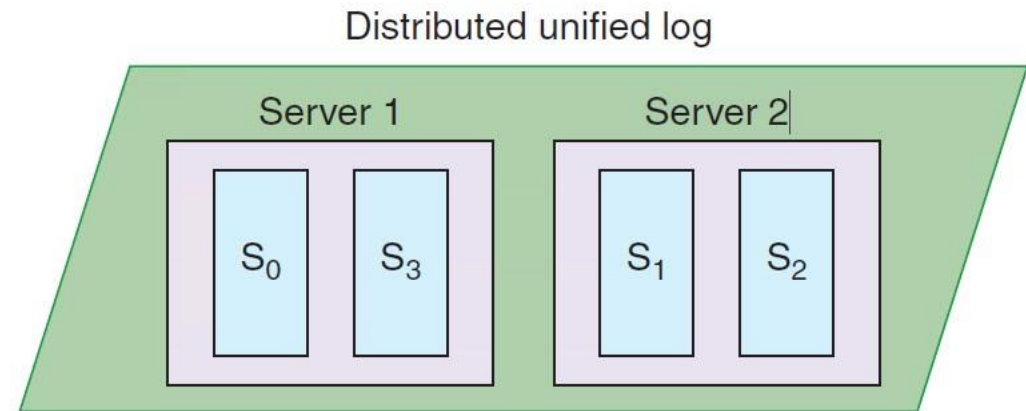 Distributed unified log
Server 1 Server 2
S₀ S₃ S₁ S₂